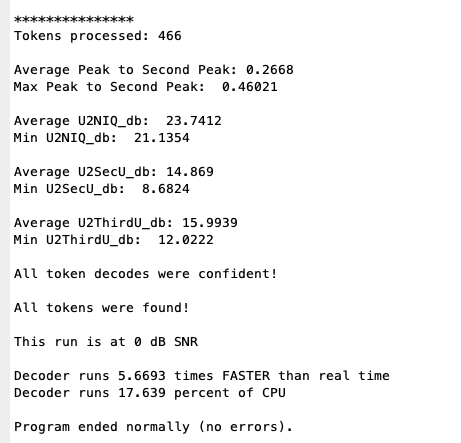 ***************
Tokens processed: 466
Average Peak to Second Peak: 0.2668
Max Peak to Second Peak:  0.46021
Average U2NIQ_db:  23.7412
Min U2NIQ_db:  21.1354
Average U2SecU_db: 14.869
Min U2SecU_db:  8.6824
Average U2ThirdU_db: 15.9939
Min U2ThirdU_db:  12.0222
All token decodes were confident!
All tokens were found!
This run is at 0 dB SNR
Decoder runs 5.6693 times FASTER than real time
Decoder runs 17.639 percent of CPU
Program ended normally (no errors).